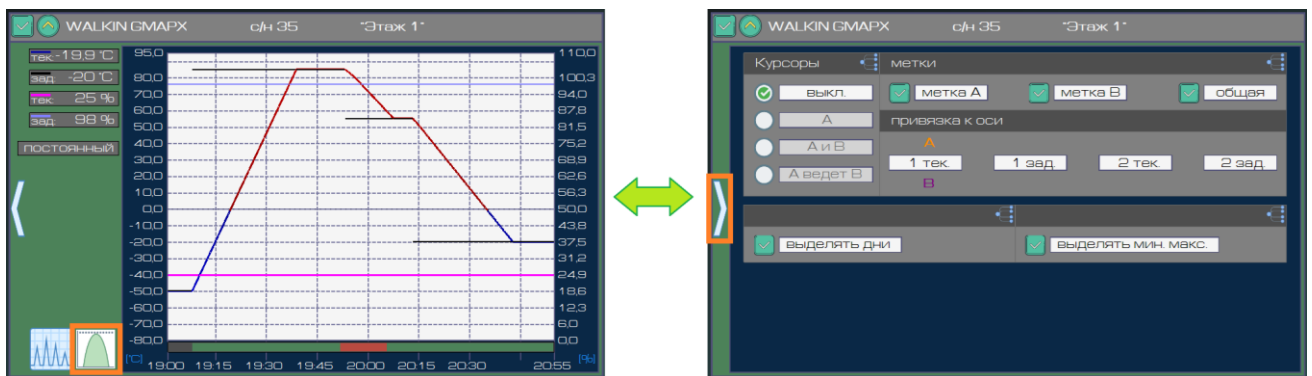 WALKIN GMAPX с/н 35 "Этаж 1"
тек. -19,9 °C
зад. -20 °C
тек. 25 %
зад. 98 %
ПОСТОЯННЫЙ
95,0
80,0
70,0
60,0
50,0
40,0
30,0
20,0
10,0
0,0
-10,0
-20,0
-30,0
-40,0
-50,0
-60,0
-70,0
-80,0
[°C]
110,0
100,3
94,0
87,8
81,5
75,2
68,9
62,6
56,3
50,0
43,8
37,5
31,2
24,9
18,6
12,3
6,0
0,0
[%]
19:00 19:15 19:30 19:45 20:00 20:15 20:30 20:55
WALKIN GMAPX с/н 35 "Этаж 1"
Курсоры
выкл.
А
А и В
А ведет В
метки
метка А метка В общая
привязка к оси
А
1 тек. 1 зад. 2 тек. 2 зад.
В
выделять дни выделять мин. макс.